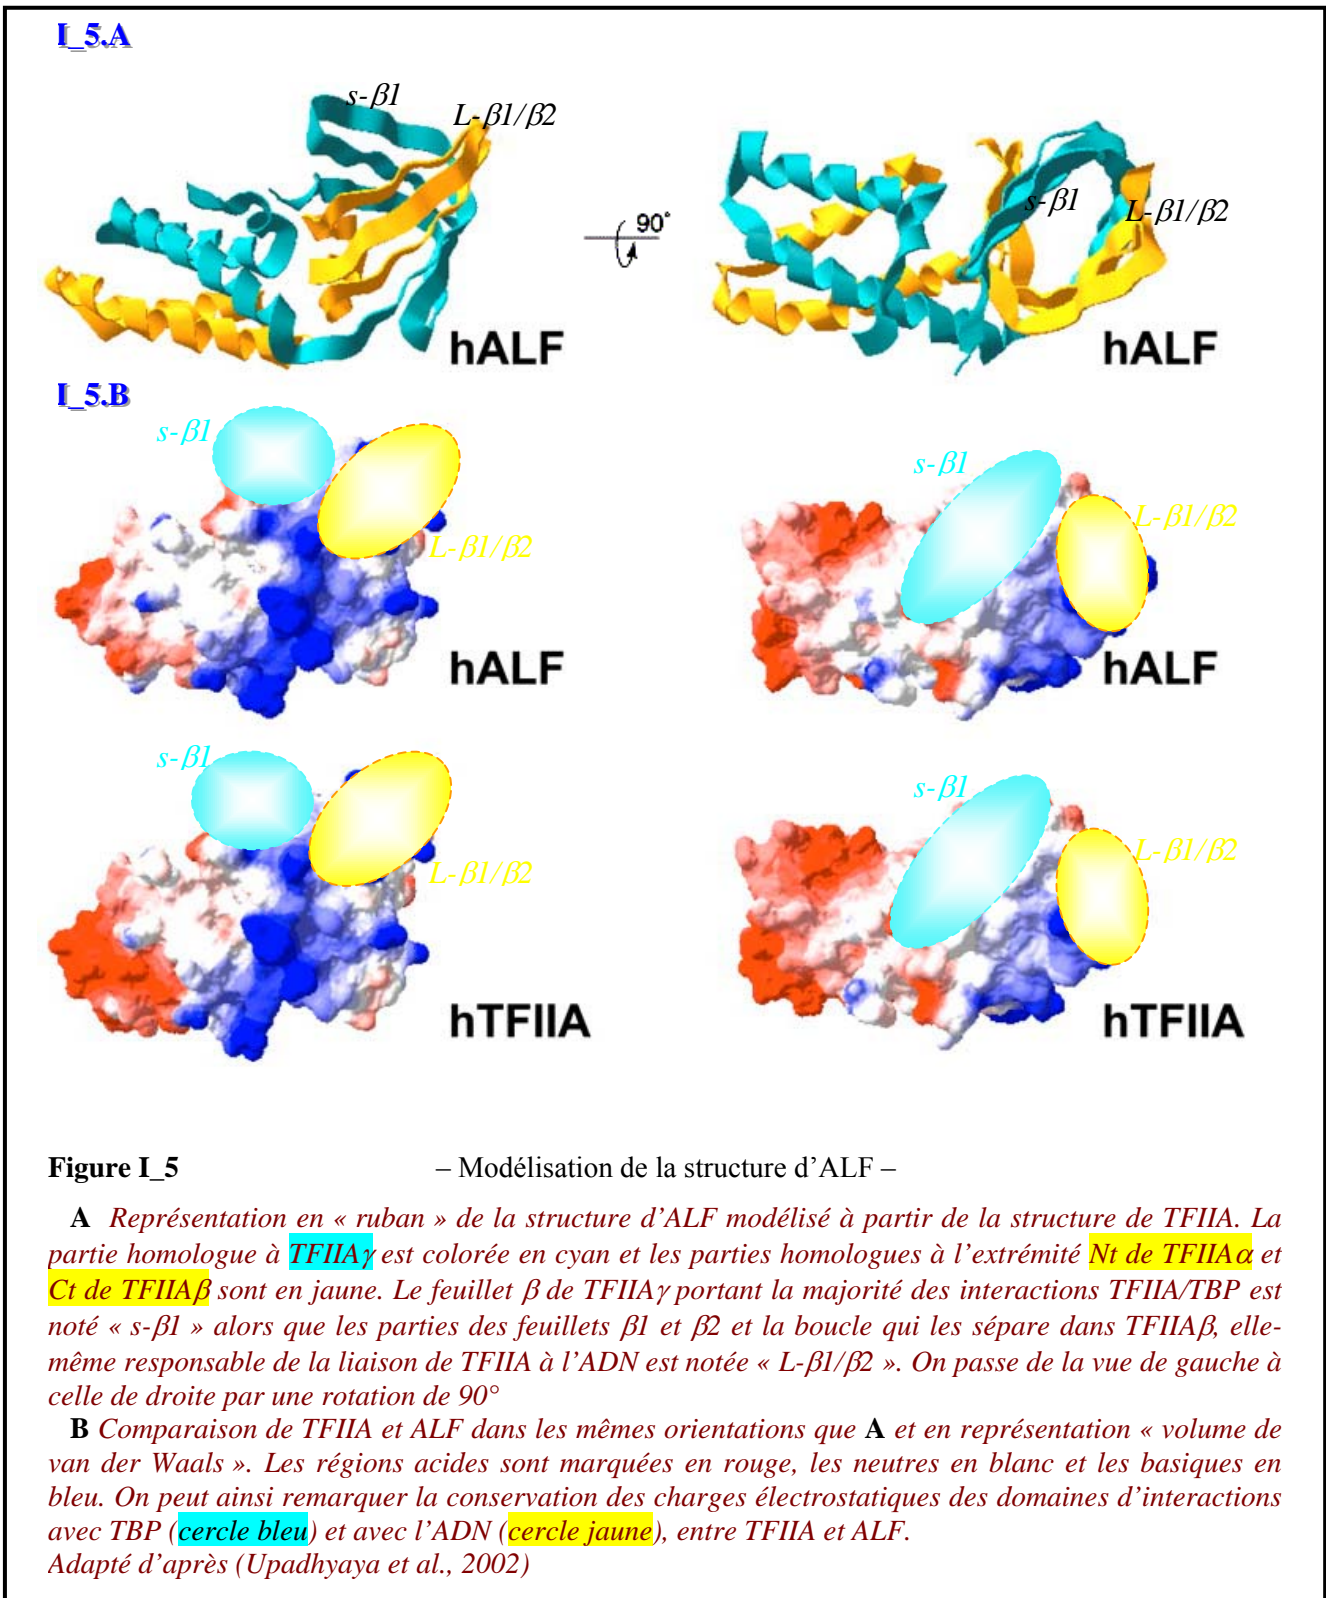 I_5.A
s-β1
L-β1/β2
s-β1
L-β1/β2
90°
hALF
hALF
I_5.B
s-β1
L-β1/β2
s-β1
L-β1/β2
hALF
hALF
s-β1
L-β1/β2
s-β1
L-β1/β2
hTFIIA
hTFIIA
Figure I_5 – Modélisation de la structure d’ALF –
A Représentation en « ruban » de la structure d’ALF modélisé à partir de la structure de TFIIA. La
partie homologue à TFIIAγ est colorée en cyan et les parties homologues à l’extrémité Nt de TFIIAα et
Ct de TFIIAβ sont en jaune. Le feuillet β de TFIIAγ portant la majorité des interactions TFIIA/TBP est
noté « s-β1 » alors que les parties des feuillets β1 et β2 et la boucle qui les sépare dans TFIIAβ, elle-
même responsable de la liaison de TFIIA à l’ADN est notée « L-β1/β2 ». On passe de la vue de gauche à
celle de droite par une rotation de 90°
B Comparaison de TFIIA et ALF dans les mêmes orientations que A et en représentation « volume de
van der Waals ». Les régions acides sont marquées en rouge, les neutres en blanc et les basiques en
bleu. On peut ainsi remarquer la conservation des charges électrostatiques des domaines d’interactions
avec TBP (cercle bleu) et avec l’ADN (cercle jaune), entre TFIIA et ALF.
Adapté d’après (Upadhyaya et al., 2002)